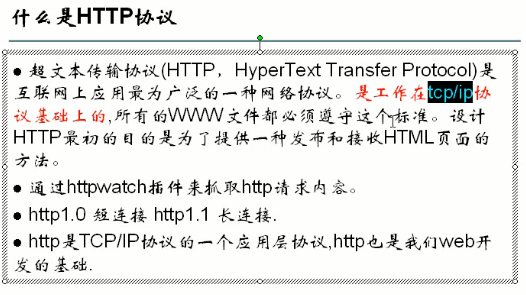 什么是HTTP协议
● 超文本传输协议(HTTP，HyperText Transfer Protocol)是
互联网上应用最为广泛的一种网络协议。是工作在tcp/ip协
议基础上的,所有的WWW文件都必须遵守这个标准。设计
HTTP最初的目的是为了提供一种发布和接收HTML页面的
方法。
● 通过httpwatch插件来抓取http请求内容。
● http1.0 短连接 http1.1 长连接.
● http是TCP/IP协议的一个应用层协议,http也是我们web开
发的基础.